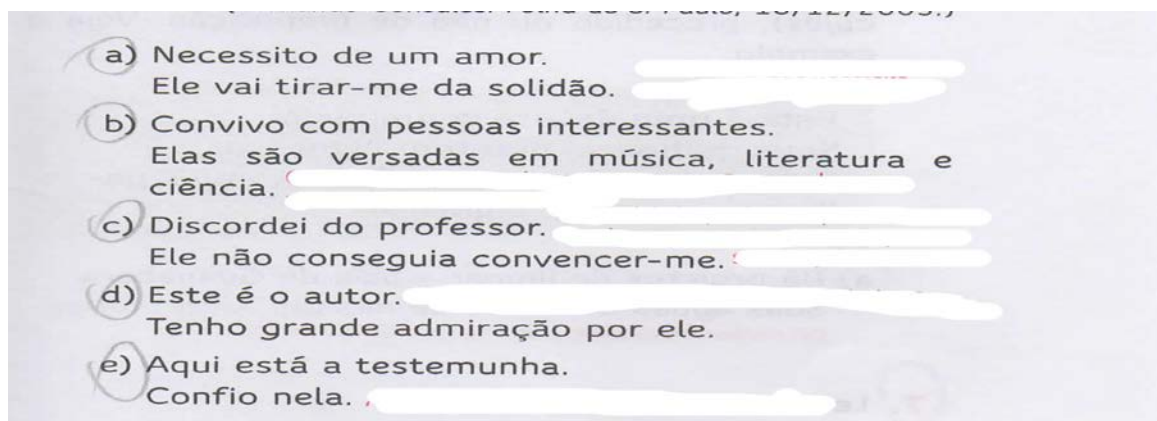 a) Necessito de um amor.
Ele vai tirar-me da solidão.
b) Convivo com pessoas interessantes.
Elas são versadas em música, literatura e
ciência.
c) Discordei do professor.
Ele não conseguia convencer-me.
d) Este é o autor.
Tenho grande admiração por ele.
e) Aqui está a testemunha.
Confio nela.